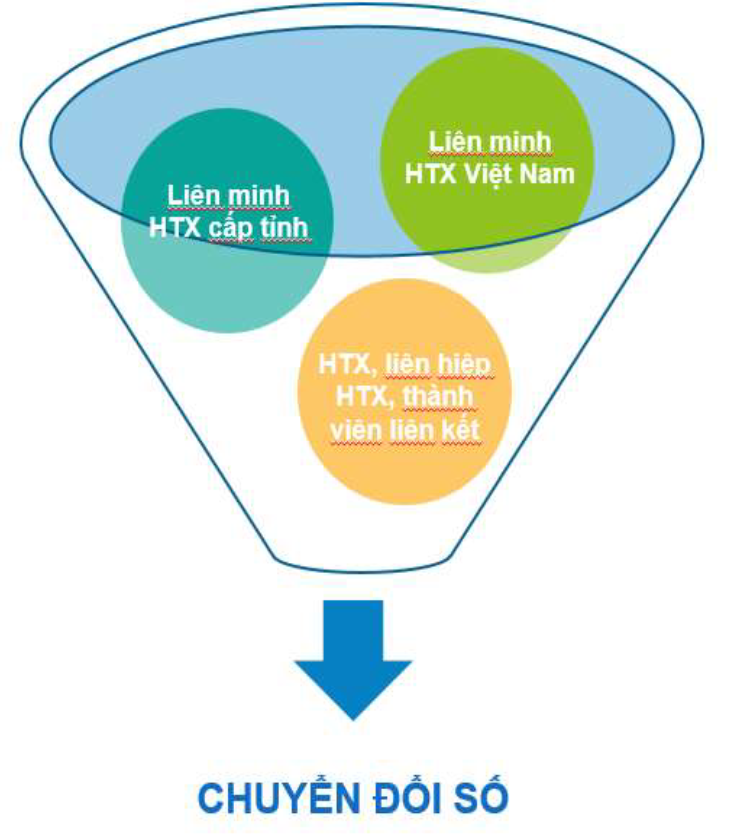 Liên minh
HTX Việt Nam
Liên minh
HTX cấp tỉnh
HTX, liên hiệp
HTX, thành
viên liên kết
CHUYỂN ĐỔI SỐ